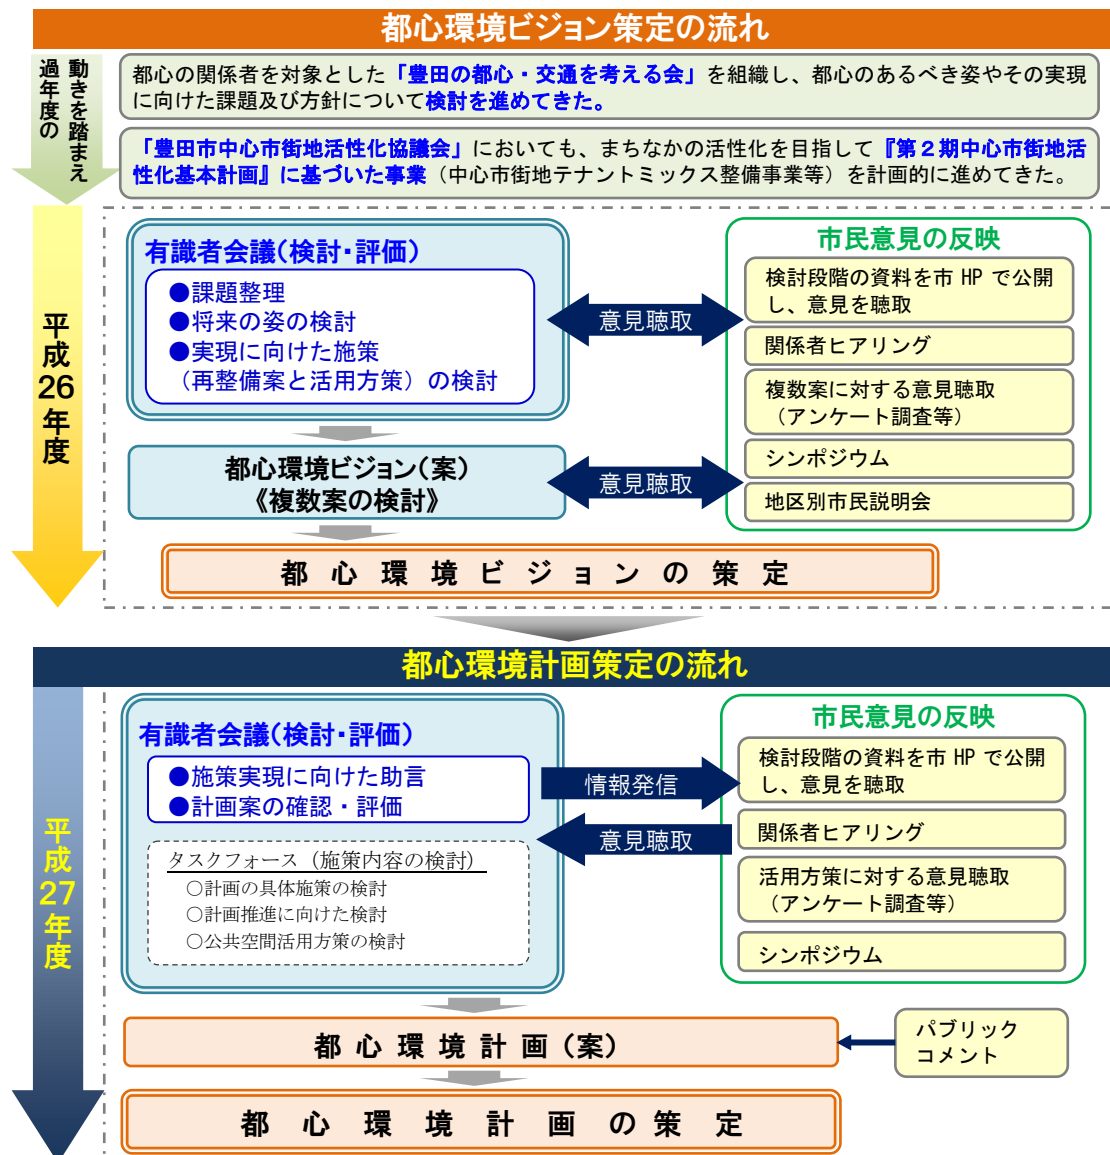 都心環境ビジョン策定の流れ
過年度の
動きを踏まえ
都心の関係者を対象とした「豊田の都心・交通を考える会」を組織し、都心のあるべき姿やその実現
に向けた課題及び方針について検討を進めてきた。
「豊田市中心市街地活性化協議会」においても、まちなかの活性化を目指して『第2期中心市街地活
性化基本計画』に基づいた事業（中心市街地テナントミックス整備事業等）を計画的に進めてきた。
平成26年度
有識者会議（検討・評価）
●課題整理
●将来の姿の検討
●実現に向けた施策
（再整備案と活用方策）の検討
意見聴取
市民意見の反映
検討段階の資料を市 HP で公開
し、意見を聴取
関係者ヒアリング
複数案に対する意見聴取
（アンケート調査等）
シンポジウム
地区別市民説明会
都心環境ビジョン（案）
《複数案の検討》
意見聴取
都心環境ビジョンの策定
都心環境計画策定の流れ
平成27年度
有識者会議（検討・評価）
●施策実現に向けた助言
●計画案の確認・評価
タスクフォース（施策内容の検討）
○計画の具体施策の検討
○計画推進に向けた検討
○公共空間活用方策の検討
情報発信
意見聴取
市民意見の反映
検討段階の資料を市 HP で公開
し、意見を聴取
関係者ヒアリング
活用方策に対する意見聴取
（アンケート調査等）
シンポジウム
都心環境計画（案）
パブリック
コメント
都心環境計画の策定